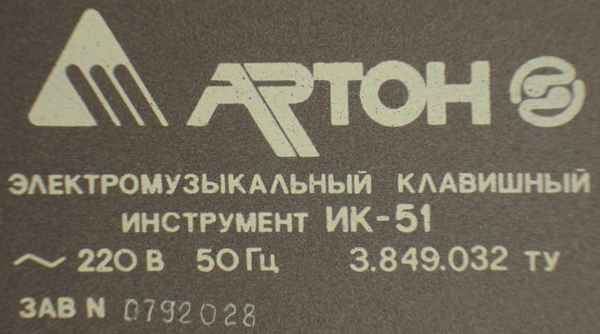 АРТОН
ЭЛЕКТРОМУЗЫКАЛЬНЫЙ КЛАВИШНЫЙ
ИНСТРУМЕНТ ИК-51
~ 220 В 50 Гц 3.849.032 ТУ
ЗАВ N 0792028